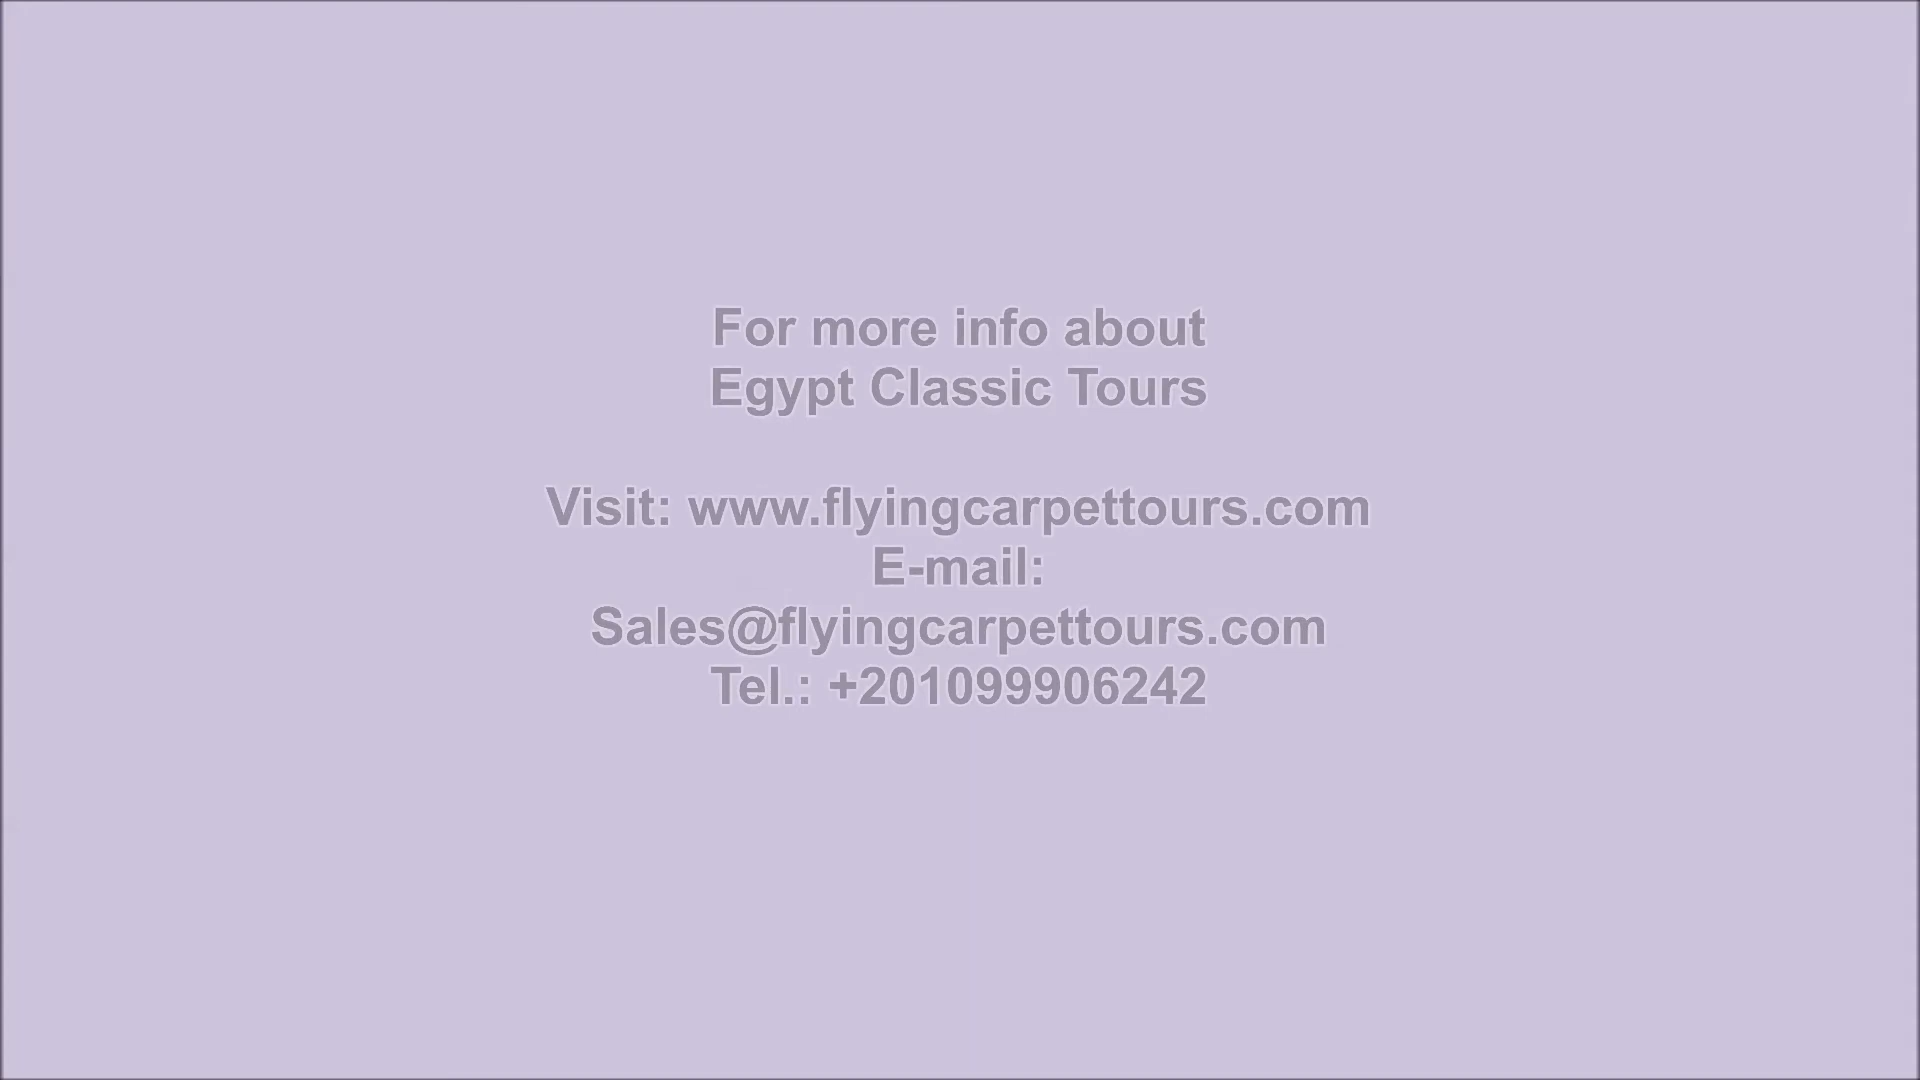 For more info about
Egypt Classic Tours
Visit: www.flyingcarpettours.com
E-mail:
Sales@flyingcarpettours.com
Tel.: +201099906242